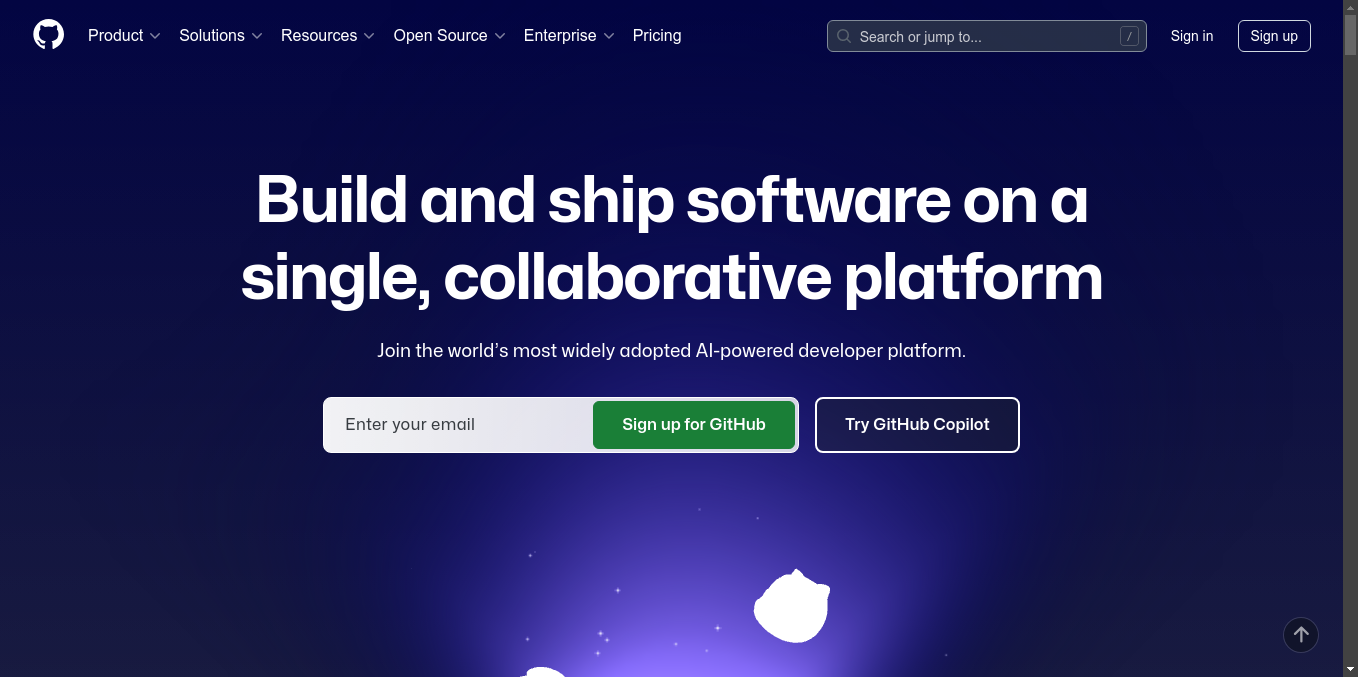 Product
Solutions
Resources
Open Source
Enterprise
Pricing
Search or jump to...
/
Sign in
Sign up
Build and ship software on a
single, collaborative platform
Join the world’s most widely adopted AI-powered developer platform.
Enter your email
Sign up for GitHub
Try GitHub Copilot